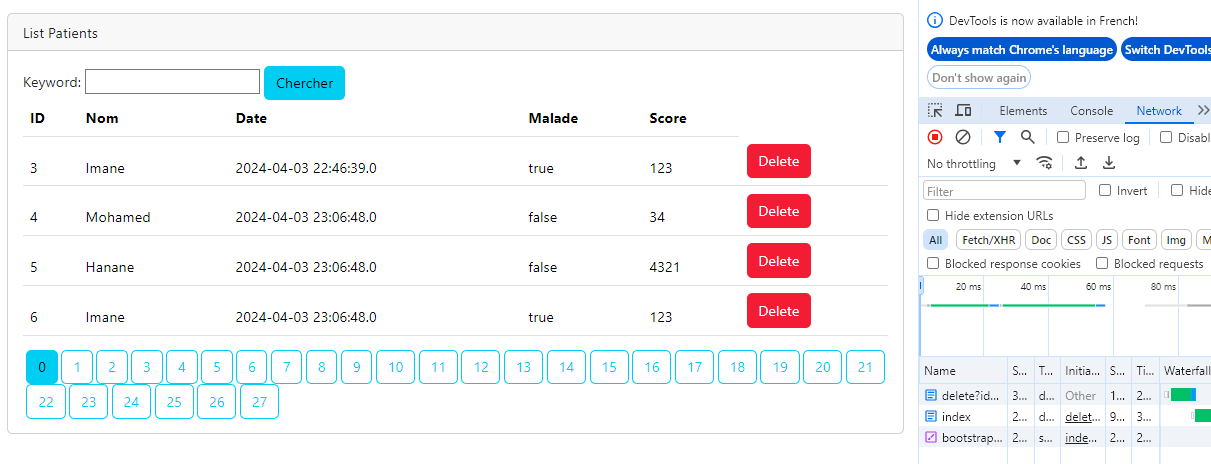 List Patients
Keyword: Chercher
ID Nom Date Malade Score
3 Imane 2024-04-03 22:46:39.0 true 123 Delete
4 Mohamed 2024-04-03 23:06:48.0 false 34 Delete
5 Hanane 2024-04-03 23:06:48.0 false 4321 Delete
6 Imane 2024-04-03 23:06:48.0 true 123 Delete
0 1 2 3 4 5 6 7 8 9 10 11 12 13 14 15 16 17 18 19 20 21
22 23 24 25 26 27
DevTools is now available in French!
Always match Chrome's language Switch DevTools
Don't show again
Elements Console Network
Preserve log Disabl
No throttling
Filter Invert Hide
Hide extension URLs
All Fetch/XHR Doc CSS JS Font Img M
Blocked response cookies Blocked requests
20 ms 40 ms 60 ms 80 ms
Name S... T... Initia... S... Ti... Waterfall
delete?id... 3... d... Other 1... 2...
index 2... d... delet... 9... 3...
bootstrap... 2... s... inde... 2... 2...